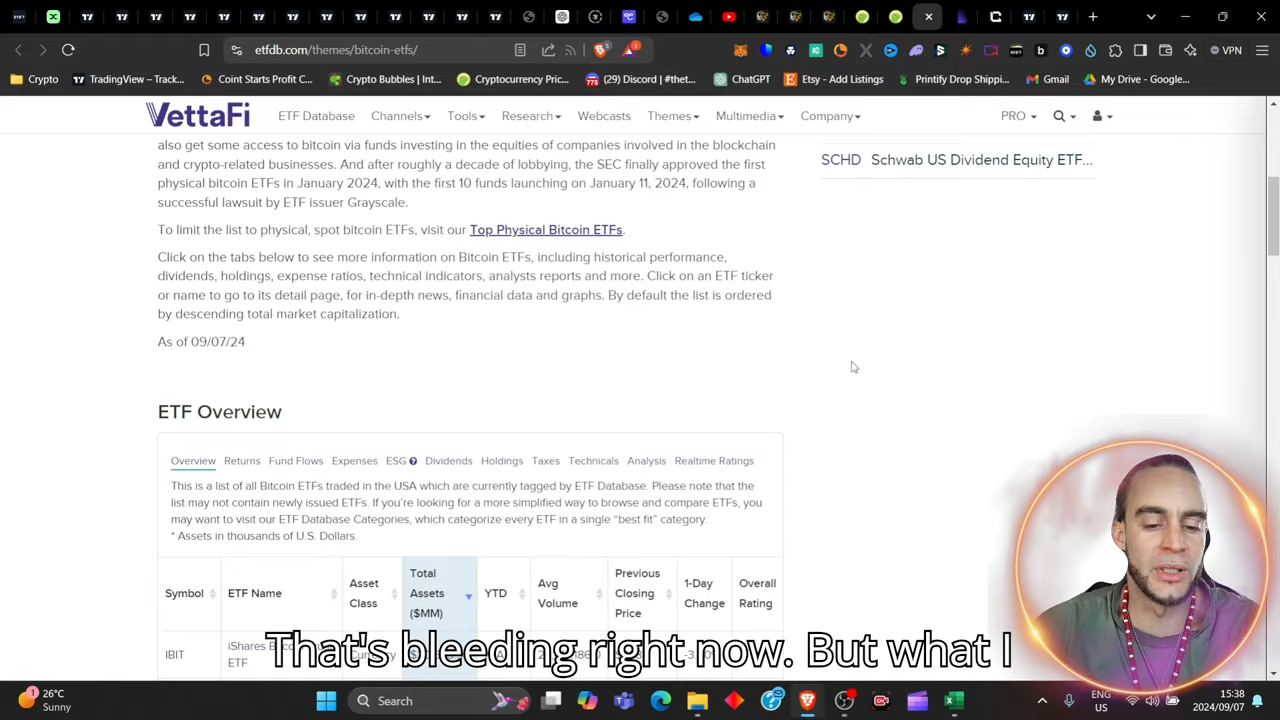 etfdb.com/themes/bitcoin-etfs/
VPN
Crypto
TradingView – Track...
Coint Starts Profit C...
Crypto Bubbles | Int...
Cryptocurrency Pric...
(29) Discord | #thet...
ChatGPT
Etsy - Add Listings
Printify Drop Shippi...
Gmail
My Drive - Google...
VettaFi
ETF Database
Channels
Tools
Research
Webcasts
Themes
Multimedia
Company
PRO
also get some access to bitcoin via funds investing in the equities of companies involved in the blockchain
and crypto-related businesses. And after roughly a decade of lobbying, the SEC finally approved the first
physical bitcoin ETFs in January 2024, with the first 10 funds launching on January 11, 2024, following a
successful lawsuit by ETF issuer Grayscale.
SCHD Schwab US Dividend Equity ETF...
To limit the list to physical, spot bitcoin ETFs, visit our Top Physical Bitcoin ETFs.
Click on the tabs below to see more information on Bitcoin ETFs, including historical performance,
dividends, holdings, expense ratios, technical indicators, analysts reports and more. Click on an ETF ticker
or name to go to its detail page, for in-depth news, financial data and graphs. By default the list is ordered
by descending total market capitalization.
As of 09/07/24
ETF Overview
Overview Returns Fund Flows Expenses ESG Dividends Holdings Taxes Technicals Analysis Realtime Ratings
This is a list of all Bitcoin ETFs traded in the USA which are currently tagged by ETF Database. Please note that the
list may not contain newly issued ETFs. If you're looking for a more simplified way to browse and compare ETFs, you
may want to visit our ETF Database Categories, which categorize every ETF in a single "best fit" category.
* Assets in thousands of U.S. Dollars.
Symbol
ETF Name
Asset
Class
Total
Assets
($MM)
YTD
Avg
Volume
Previous
Closing
Price
1-Day
Change
Overall
Rating
IBIT
iShares
ETF
That's bleeding right now. But what I
26°C
Sunny
Search
ENG
US
15:38
2024/09/07